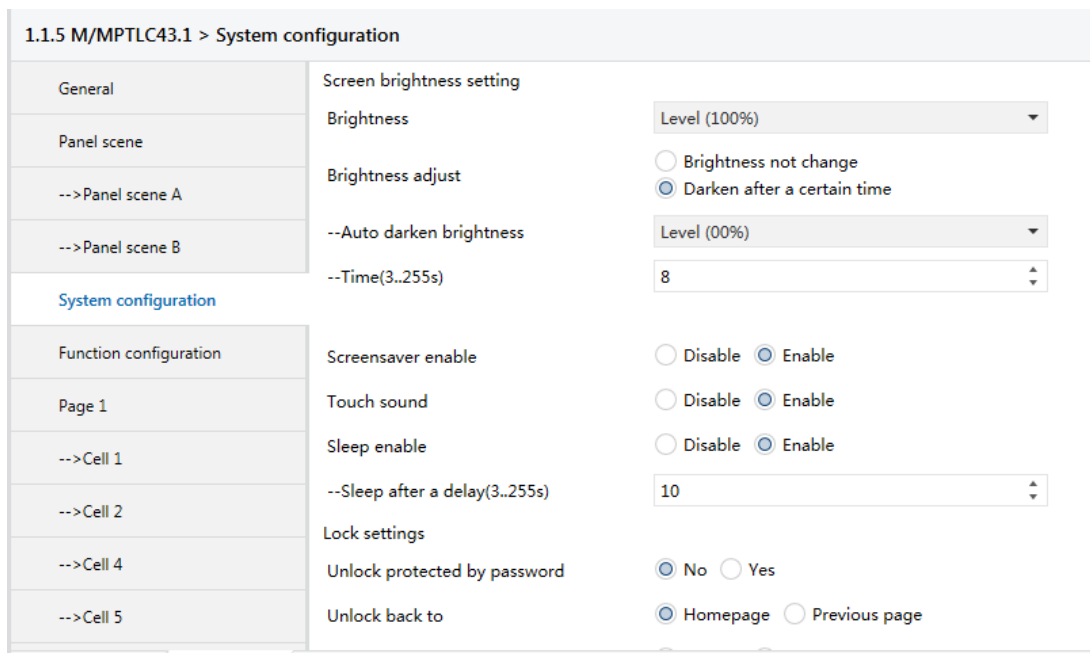 1.1.5 M/MPTLC43.1 > System configuration
General
Panel scene
-->Panel scene A
-->Panel scene B
System configuration
Function configuration
Page 1
-->Cell 1
-->Cell 2
-->Cell 4
-->Cell 5
Screen brightness setting
Brightness Level (100%)
Brightness adjust
Brightness not change
Darken after a certain time
--Auto darken brightness Level (00%)
--Time(3..255s) 8
Screensaver enable Disable Enable
Touch sound Disable Enable
Sleep enable Disable Enable
--Sleep after a delay(3..255s) 10
Lock settings
Unlock protected by password No Yes
Unlock back to Homepage Previous page